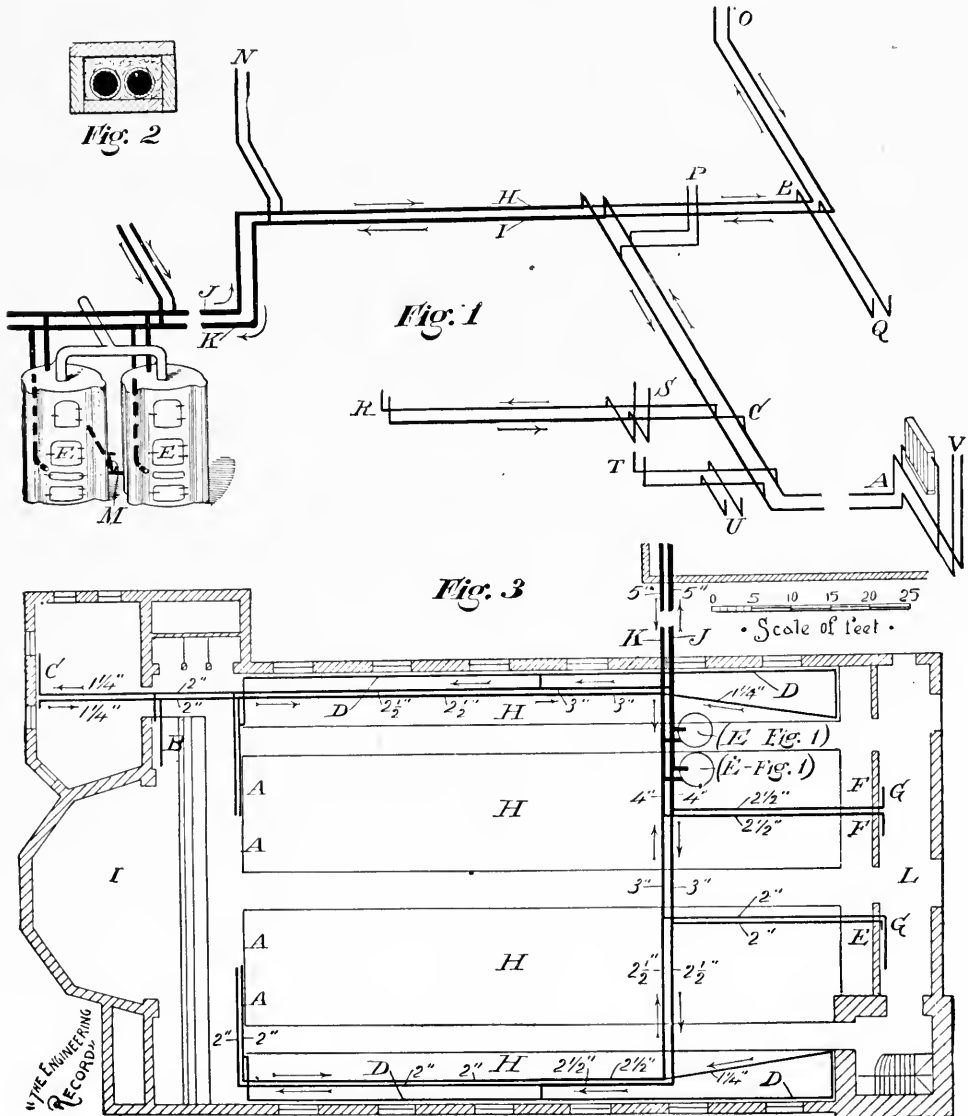 Fig. 2
N
O
P
B
H
I
J
K
Fig. 1
Q
E
E
M
R
S
C
T
U
A
V
Fig. 3
5" 5"
0 5 10 15 20 25
• Scale of feet •
K J
C
1¼" 2"
1¼" 2"
D
D 2½" 2½" 3" 3"
1¼"
H
B
(E Fig. 1)
(E-Fig. 1)
A
H
A
4" 4"
2½"
2½"
F G
F
I
3" 3"
L
2"
2"
E G
A
H
A
2½" 2½"
2" 2"
H
D 2" 2" 2½" 2½"
1¼" D
"THE ENGINEERING
RECORD"